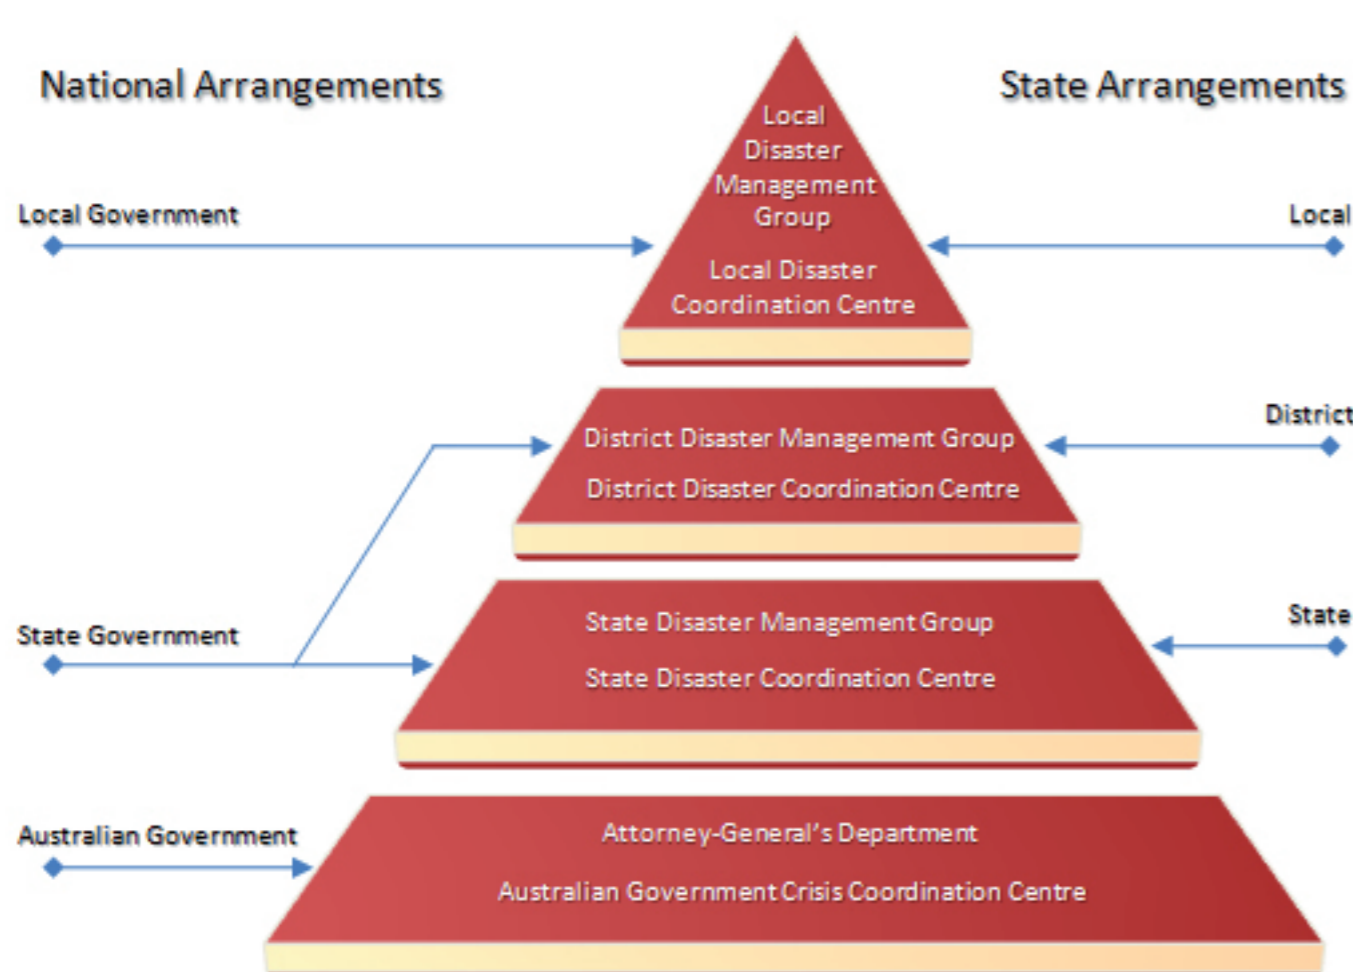 National Arrangements
State Arrangements
Local
Disaster
Management
Group
Local Disaster
Coordination Centre
Local Government
Local
District Disaster Management Group
District Disaster Coordination Centre
District
State Disaster Management Group
State Disaster Coordination Centre
State Government
State
Australian Government
Attorney-General's Department
Australian Government Crisis Coordination Centre